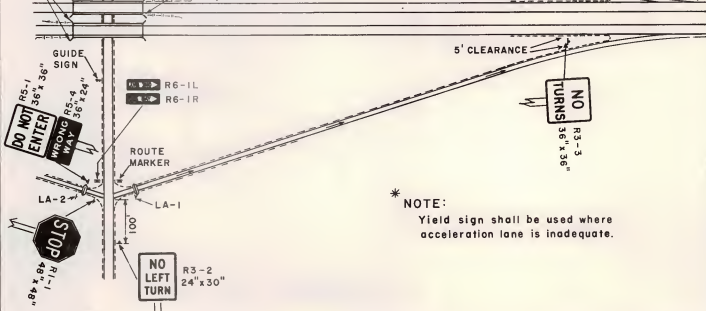 5' CLEARANCE
GUIDE
SIGN
R6-1L
R6-1R
R5-1
36"x 36"
DO NOT
ENTER
R5-4
36"x 24"
WRONG
WAY
NO
TURNS
R3-3
36"x 36"
ROUTE
MARKER
LA-2
LA-1
100'
* NOTE:
Yield sign shall be used where
acceleration lane is inadequate.
STOP
R1-1
48"x 48"
NO
LEFT
TURN
R3-2
24"x30"